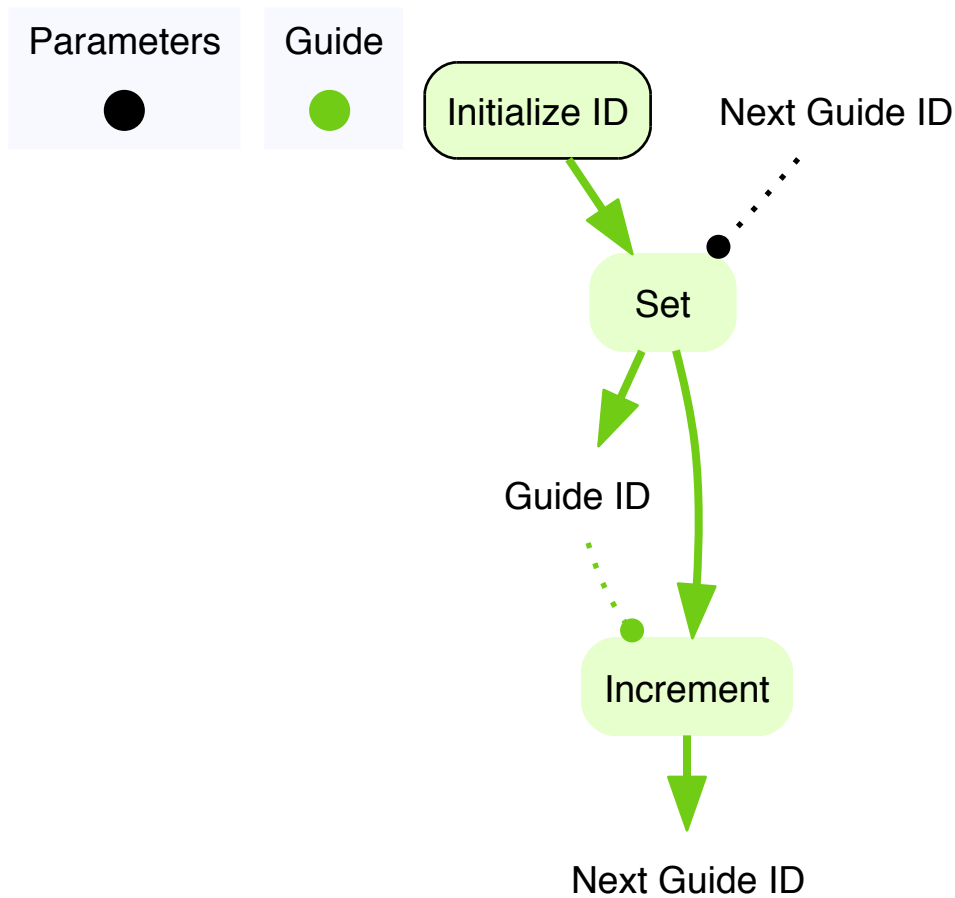 Parameters
Guide
Initialize ID
Next Guide ID
Set
Guide ID
Increment
Next Guide ID